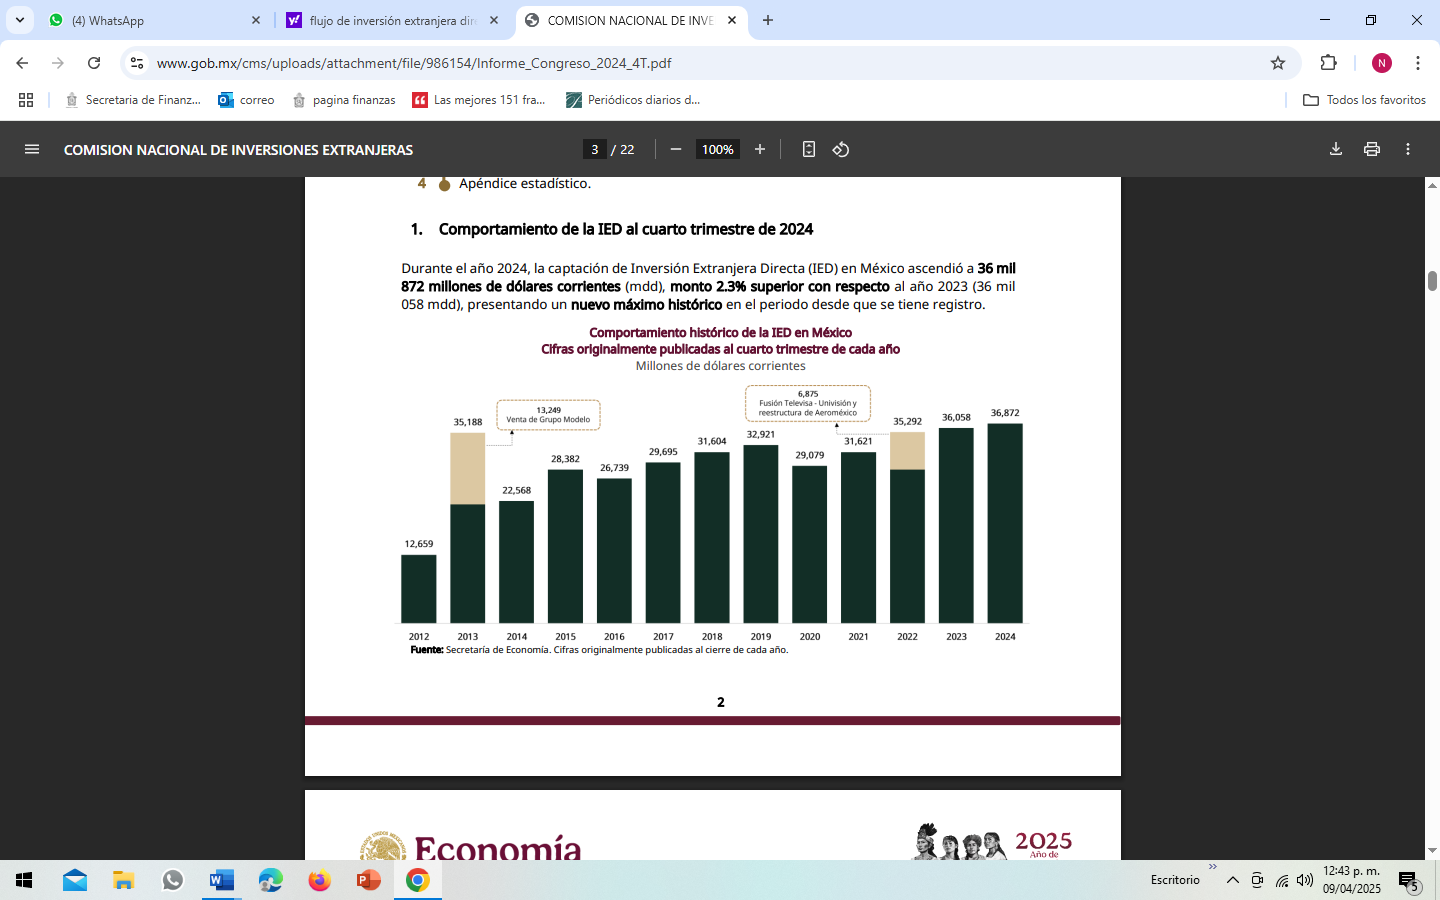 (4) WhatsApp
flujo de inversión extranjera dir
COMISION NACIONAL DE INVE
www.gob.mx/cms/uploads/attachment/file/986154/Informe_Congreso_2024_4T.pdf
N
Secretaria de Finanz...
correo
pagina finanzas
Las mejores 151 fra...
Periódicos diarios d...
Todos los favoritos
COMISION NACIONAL DE INVERSIONES EXTRANJERAS
3 / 22
100%
4 Apéndice estadístico.
1. Comportamiento de la IED al cuarto trimestre de 2024
Durante el año 2024, la captación de Inversión Extranjera Directa (IED) en México ascendió a 36 mil
872 millones de dólares corrientes (mdd), monto 2.3% superior con respecto al año 2023 (36 mil
058 mdd), presentando un nuevo máximo histórico en el periodo desde que se tiene registro.
Comportamiento histórico de la IED en México
Cifras originalmente publicadas al cuarto trimestre de cada año
Millones de dólares corrientes
13,249
Venta de Grupo Modelo
6,875
Fusión Televisa - Univisión y
reestructura de Aeroméxico
12,659
35,188
22,568
28,382
26,739
29,695
31,604
32,921
29,079
31,621
35,292
36,058
36,872
2012 2013 2014 2015 2016 2017 2018 2019 2020 2021 2022 2023 2024
Fuente: Secretaría de Economía. Cifras originalmente publicadas al cierre de cada año.
2
Economía
2025
Año de
Escritorio
12:43 p. m.
09/04/2025
5